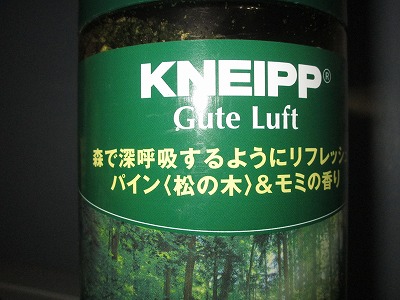 KNEIPP®
Gute Luft
森で深呼吸するようにリフレッシ
パイン〈松の木〉&モミの香り